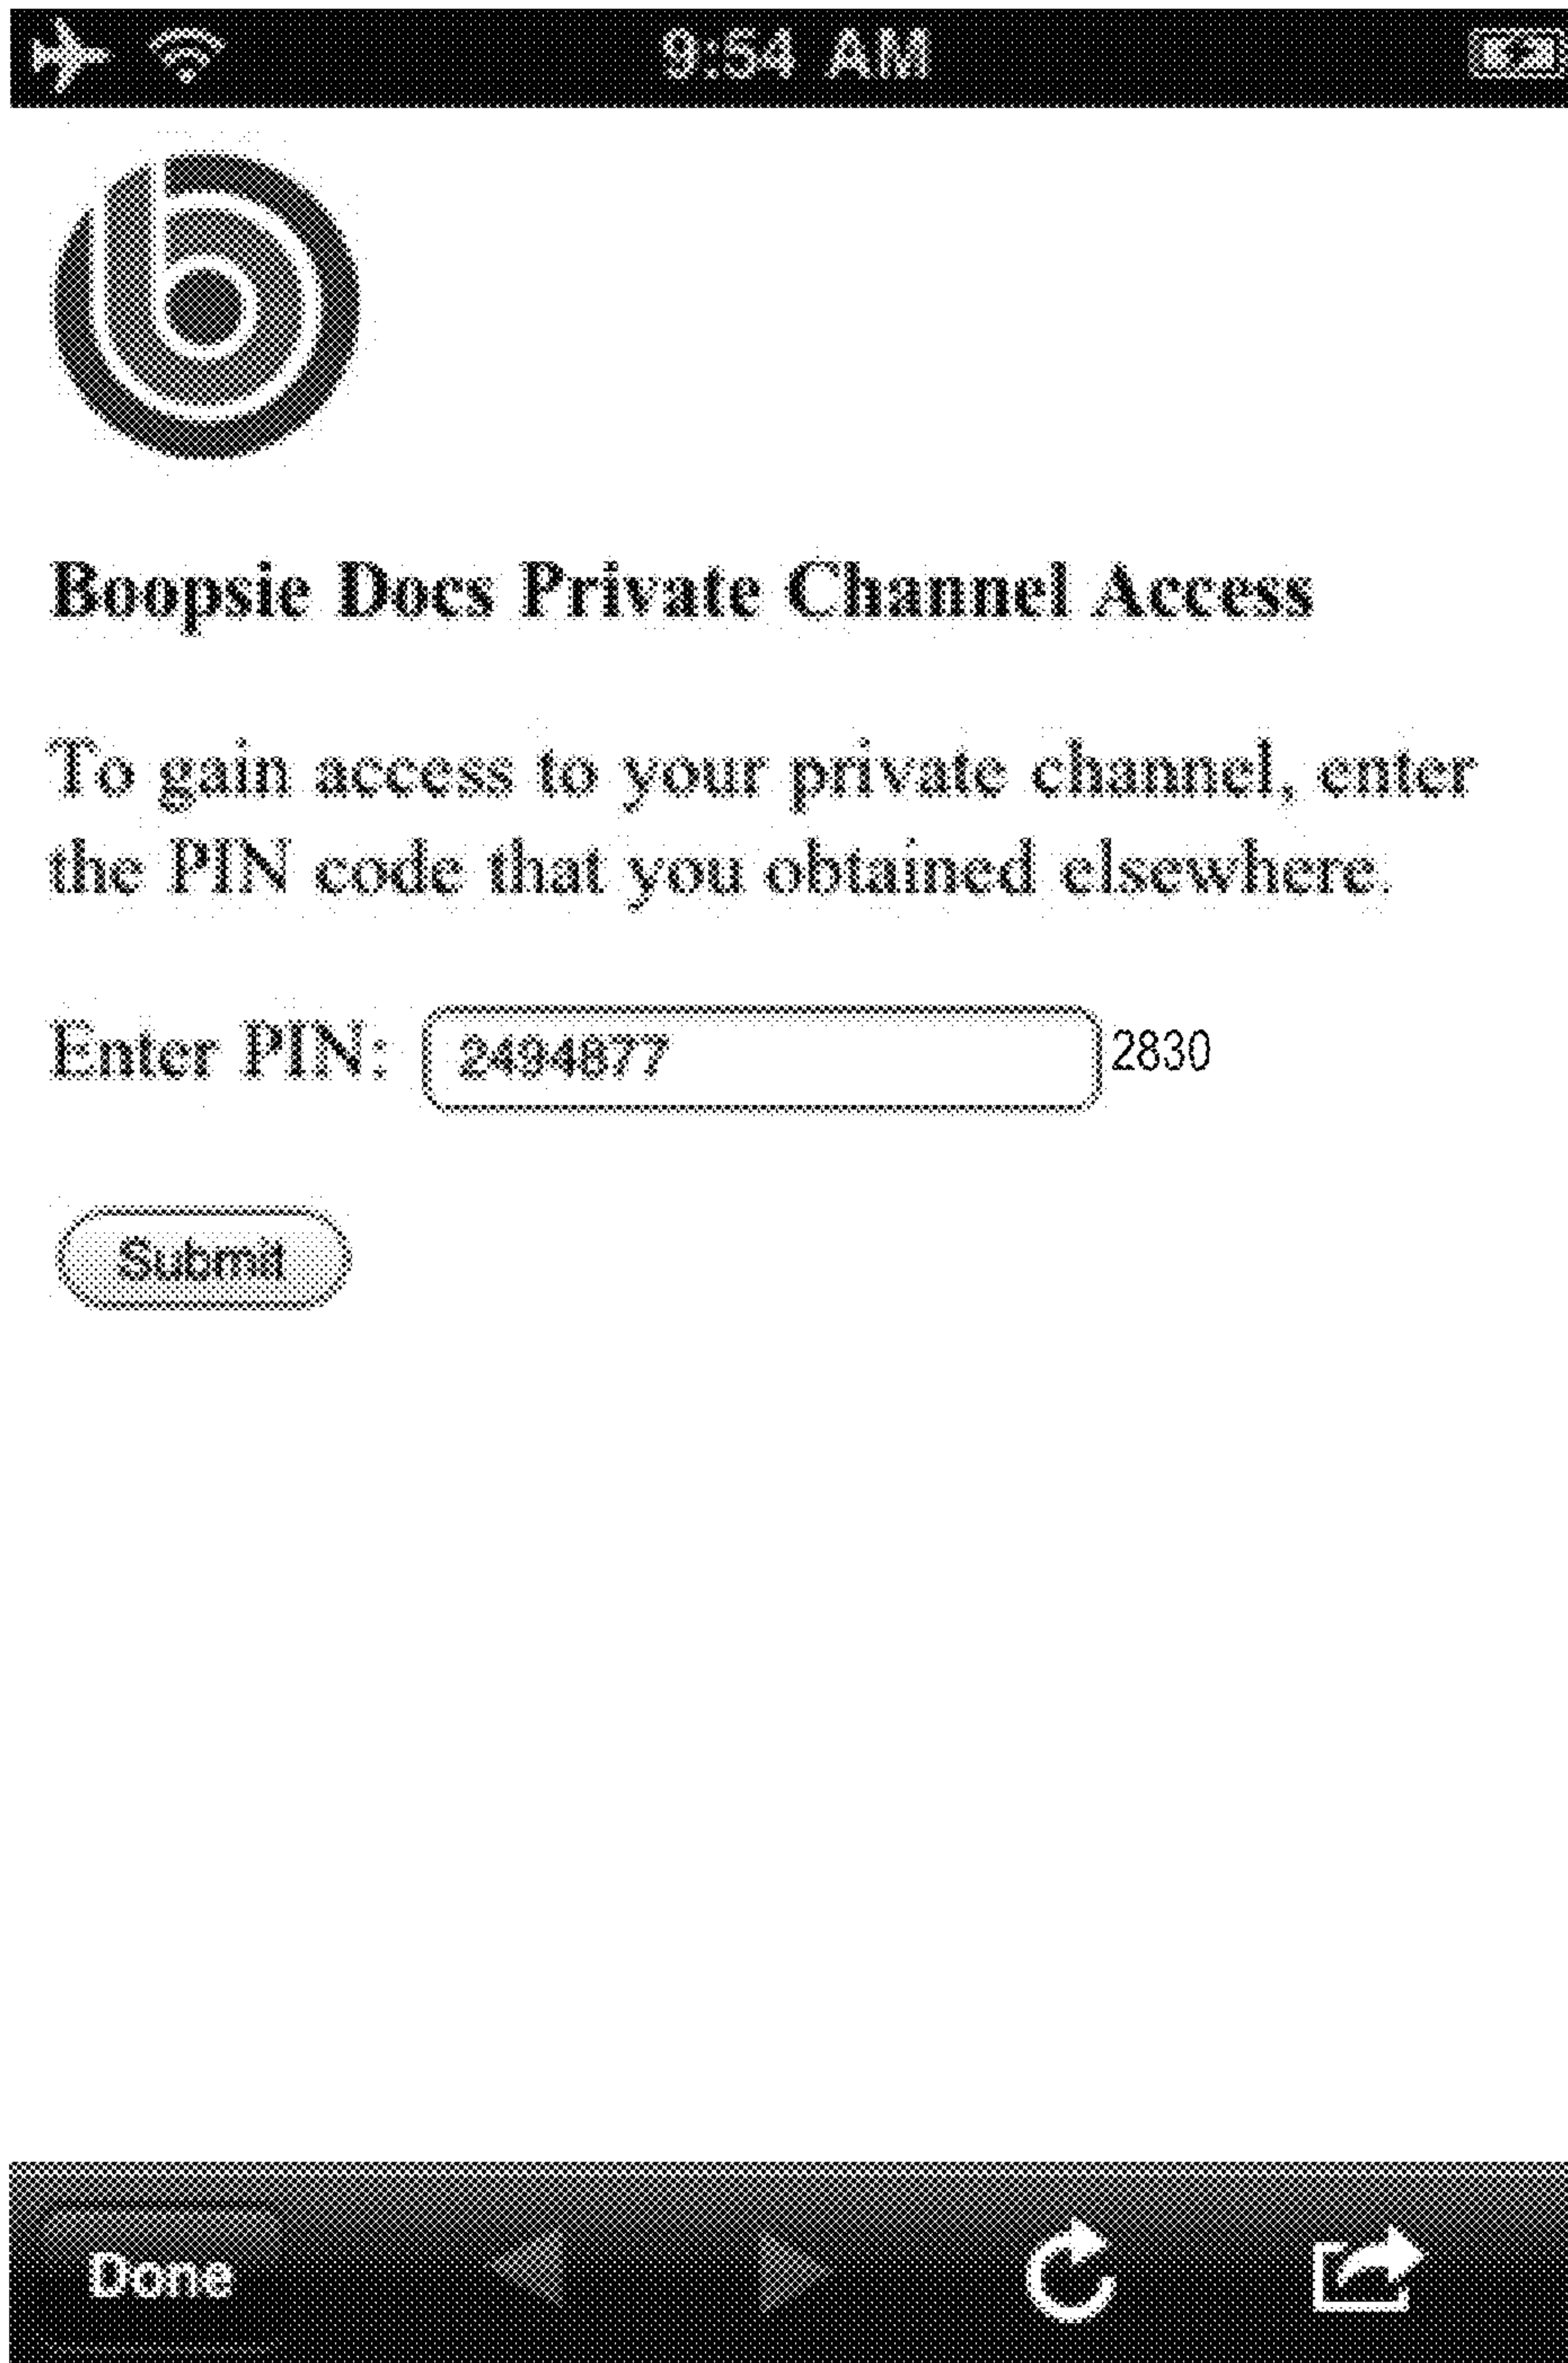 9:54 AM
Boopsie Docs Private Channel Access
To gain access to your private channel, enter
the PIN code that you obtained elsewhere.
Enter PIN: 2494877 2830
Submit
Done